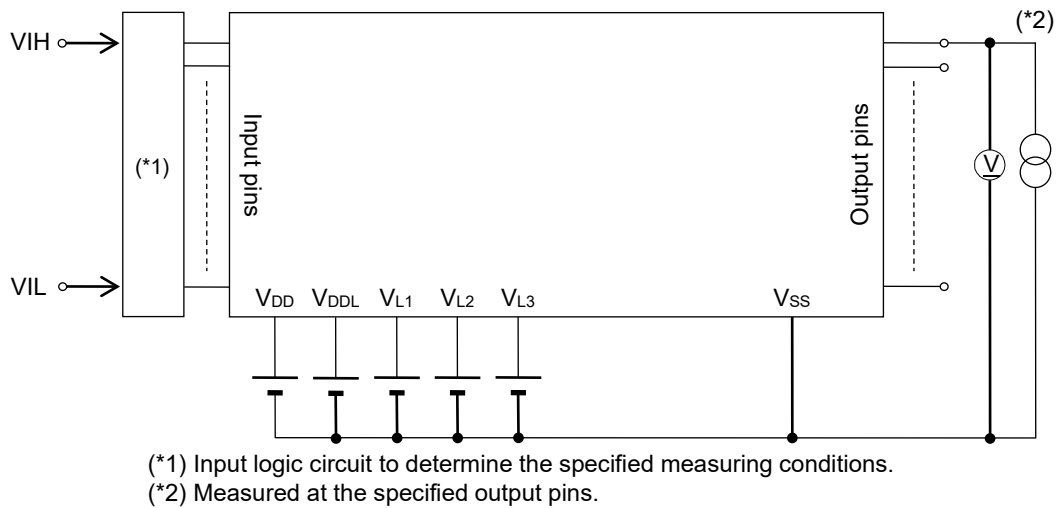 (*2)
VIH
(*1)
Input pins
Output pins
V
VIL
VDD VDDL VL1 VL2 VL3 VSS
(*1) Input logic circuit to determine the specified measuring conditions.
(*2) Measured at the specified output pins.